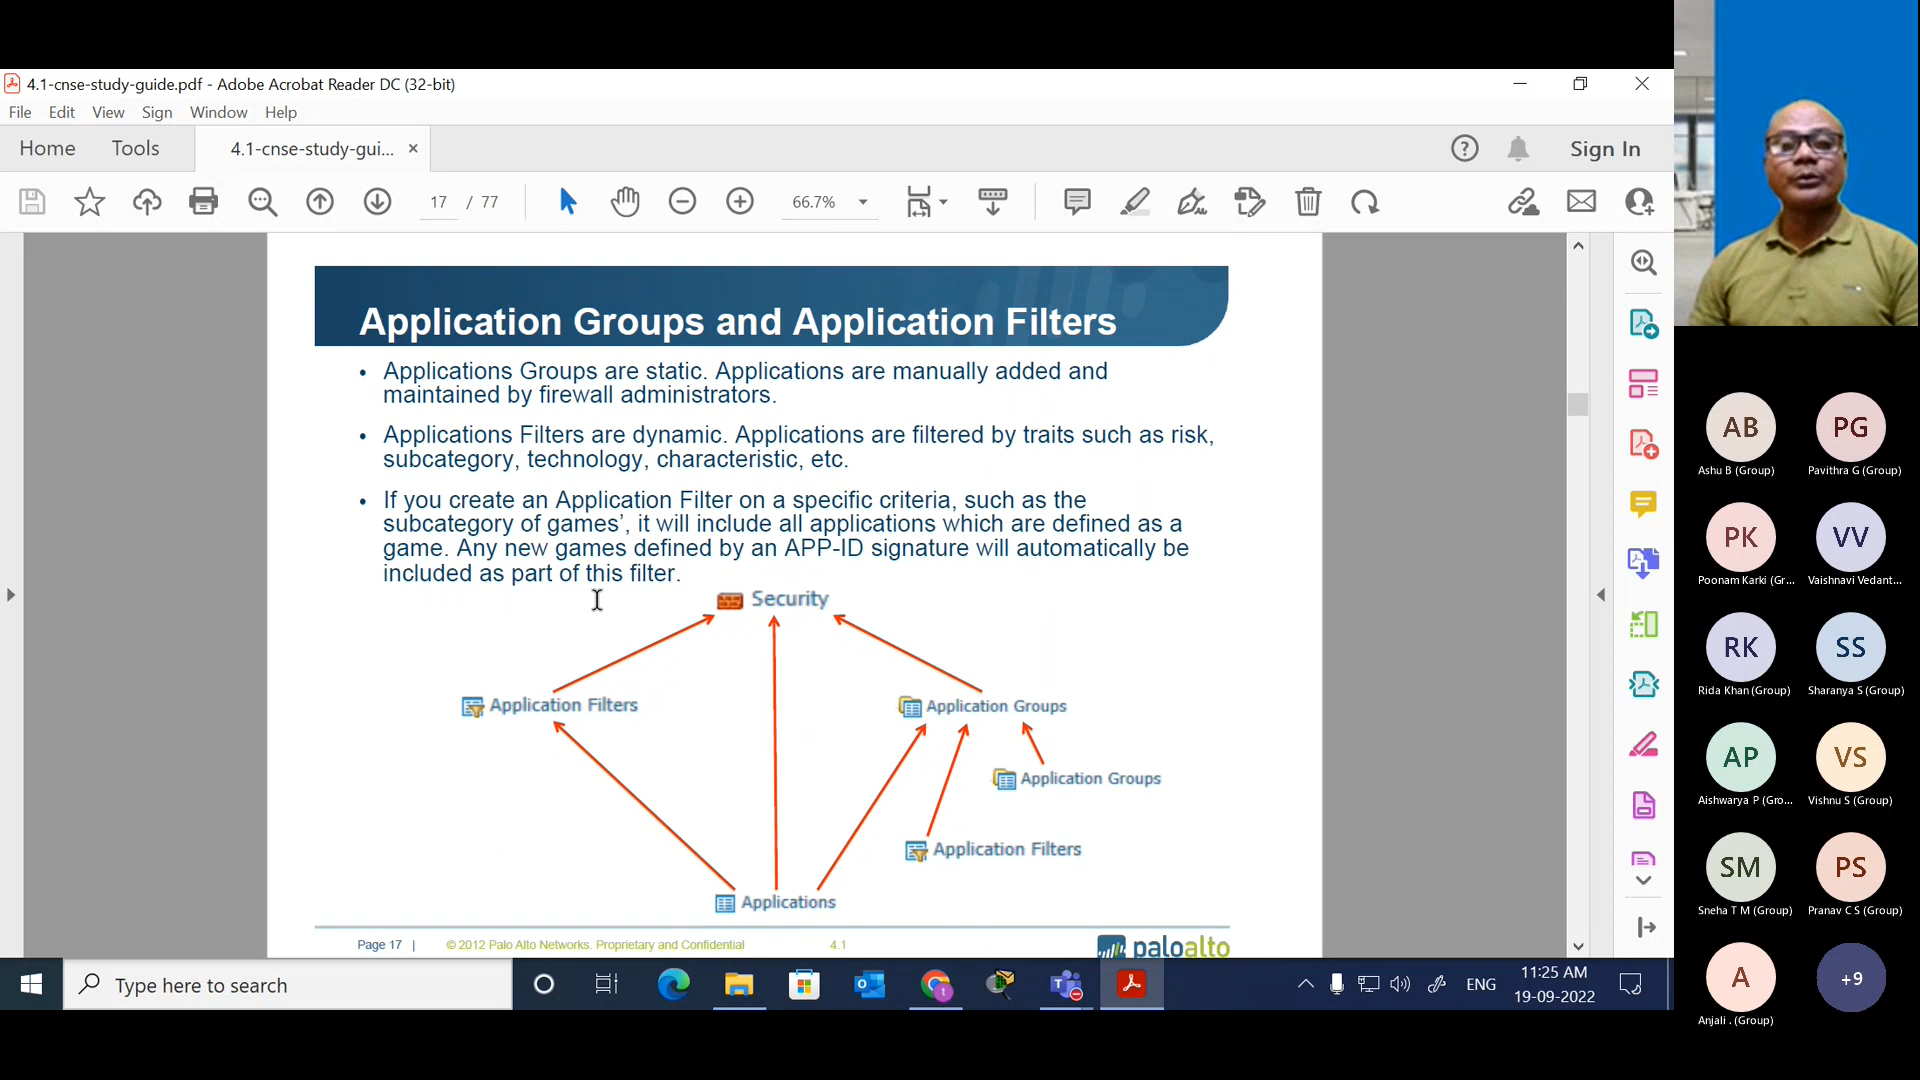 4.1-cnse-study-guide.pdf - Adobe Acrobat Reader DC (32-bit)
File Edit View Sign Window Help
Home Tools 4.1-cnse-study-gui... × Sign In
17 / 77 66.7%
Application Groups and Application Filters
• Applications Groups are static. Applications are manually added and
maintained by firewall administrators.
• Applications Filters are dynamic. Applications are filtered by traits such as risk,
subcategory, technology, characteristic, etc.
• If you create an Application Filter on a specific criteria, such as the
subcategory of games’, it will include all applications which are defined as a
game. Any new games defined by an APP-ID signature will automatically be
included as part of this filter.
Security
Application Filters
Application Groups
Application Groups
Application Filters
Applications
Page 17 | © 2012 Palo Alto Networks. Proprietary and Confidential 4.1 paloalto
Type here to search
ENG
11:25 AM
19-09-2022
AB PG
Ashu B (Group) Pavithra G (Group)
PK VV
Poonam Karki (Gr... Vaishnavi Vedant...
RK SS
Rida Khan (Group) Sharanya S (Group)
AP VS
Aishwarya P (Gro... Vishnu S (Group)
SM PS
Sneha T M (Group) Pranav C S (Group)
A +9
Anjali . (Group)